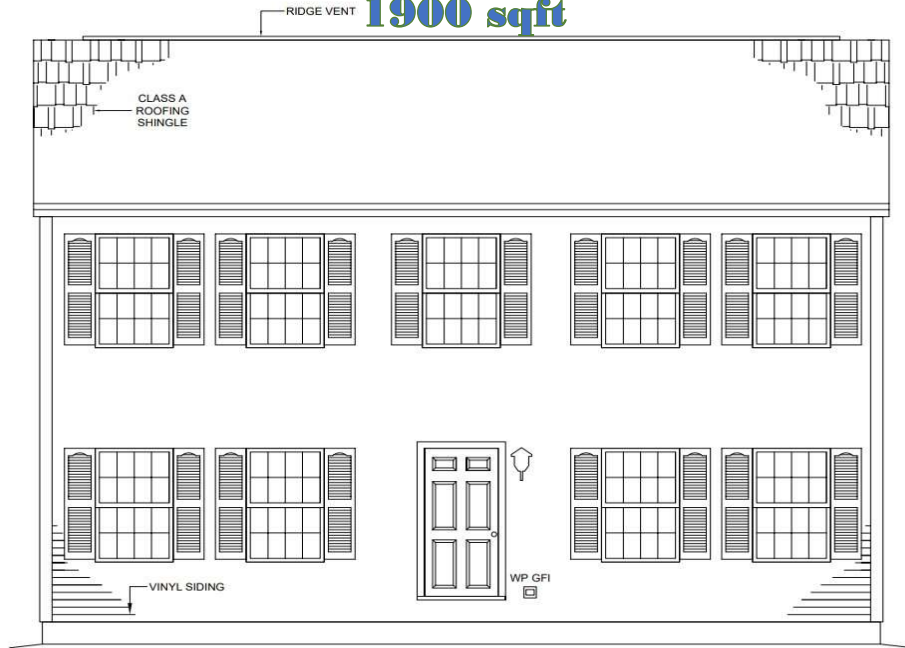 RIDGE VENT
1900 sqft
CLASS A
ROOFING
SHINGLE
WP GFI
VINYL SIDING